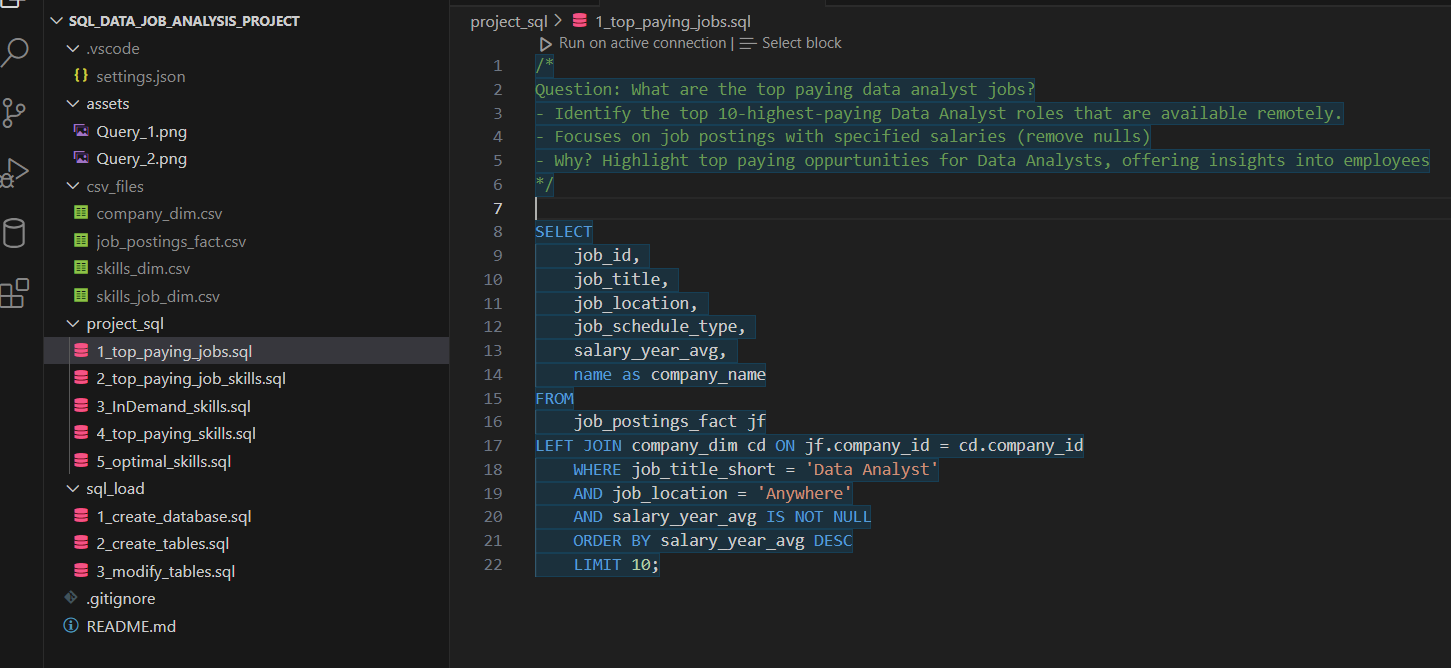 SQL_DATA_JOB_ANALYSIS_PROJECT
.vscode
{} settings.json
assets
Query_1.png
Query_2.png
csv_files
company_dim.csv
job_postings_fact.csv
skills_dim.csv
skills_job_dim.csv
project_sql
1_top_paying_jobs.sql
2_top_paying_job_skills.sql
3_InDemand_skills.sql
4_top_paying_skills.sql
5_optimal_skills.sql
sql_load
1_create_database.sql
2_create_tables.sql
3_modify_tables.sql
.gitignore
README.md
project_sql > 1_top_paying_jobs.sql
Run on active connection | Select block
1 /*
2 Question: What are the top paying data analyst jobs?
3 - Identify the top 10-highest-paying Data Analyst roles that are available remotely.
4 - Focuses on job postings with specified salaries (remove nulls)
5 - Why? Highlight top paying oppurtunities for Data Analysts, offering insights into employees
6 */
7
8 SELECT
9 job_id,
10 job_title,
11 job_location,
12 job_schedule_type,
13 salary_year_avg,
14 name as company_name
15 FROM
16 job_postings_fact jf
17 LEFT JOIN company_dim cd ON jf.company_id = cd.company_id
18 WHERE job_title_short = 'Data Analyst'
19 AND job_location = 'Anywhere'
20 AND salary_year_avg IS NOT NULL
21 ORDER BY salary_year_avg DESC
22 LIMIT 10;